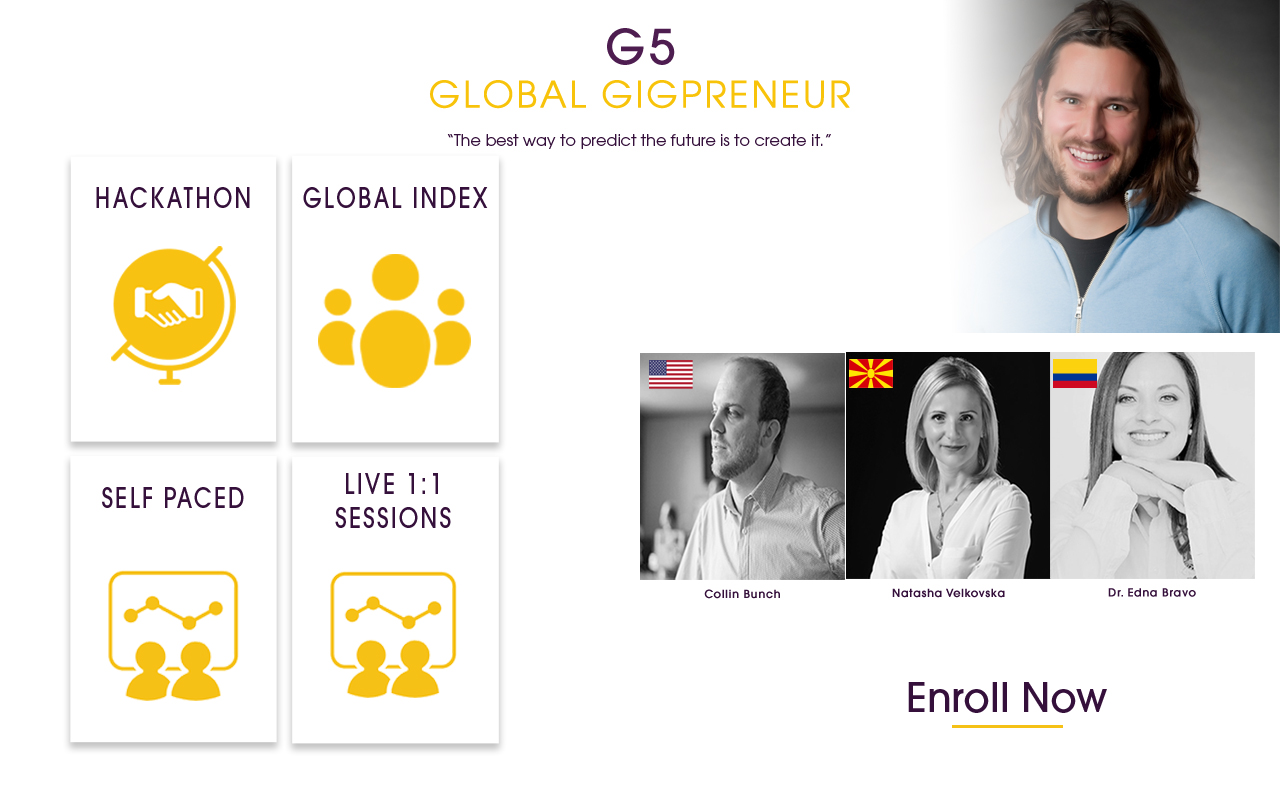 G5
GLOBAL GIGPRENEUR
“The best way to predict the future is to create it.”
HACKATHON
GLOBAL INDEX
SELF PACED
LIVE 1:1
SESSIONS
Collin Bunch
Natasha Velkovska
Dr. Edna Bravo
Enroll Now